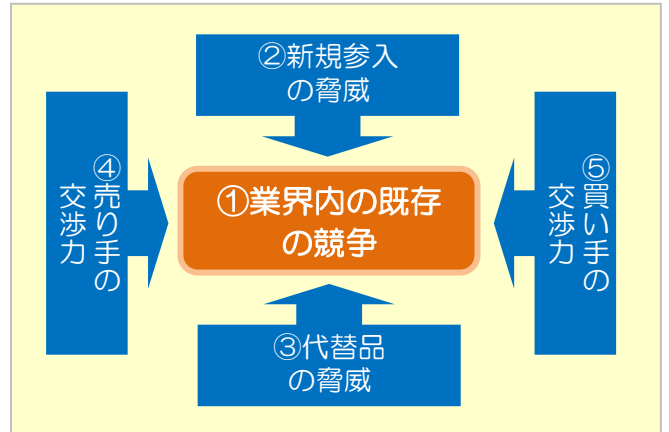 ②新規参入
の脅威
④売り手の
交渉力
①業界内の既存
の競争
⑤買い手の
交渉力
③代替品
の脅威